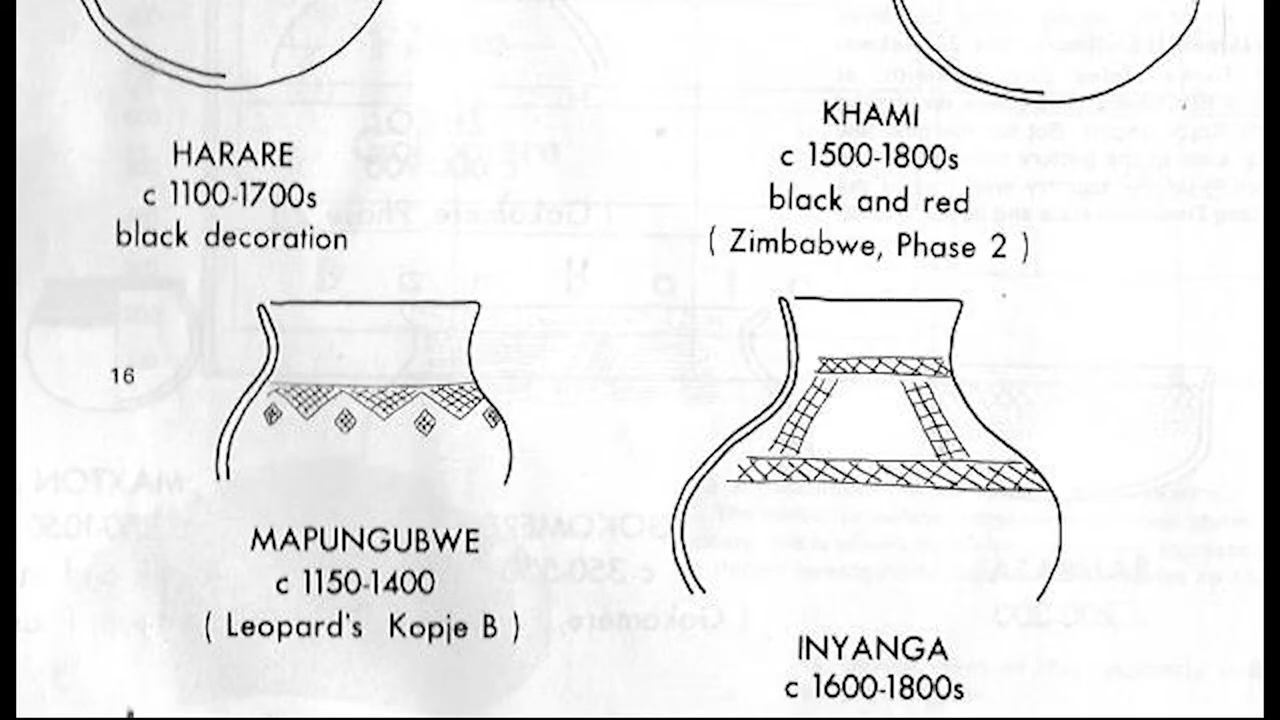 HARARE
c 1100-1700s
black decoration
KHAMI
c 1500-1800s
black and red
( Zimbabwe, Phase 2 )
16
MAPUNGUBWE
c 1150-1400
( Leopard's Kopje B )
INYANGA
c 1600-1800s